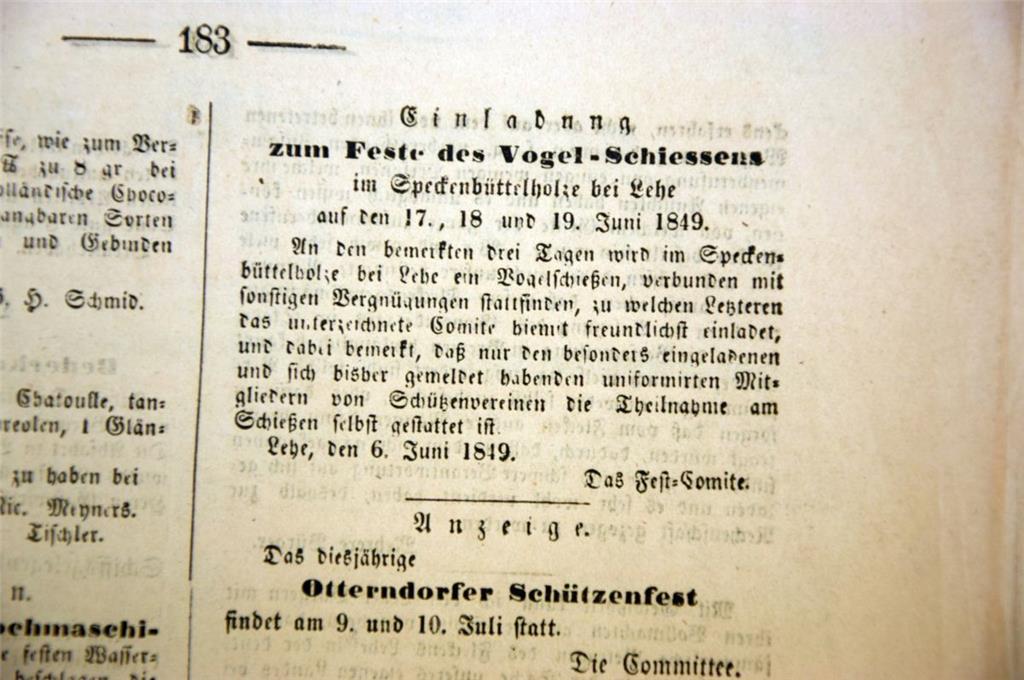 183
se, wie zum Ver=
zu 8 gr bei
olländische Choco=
angbaren Sorten
und Gebinden
H. Schmid.
Chatoulle, tan=
reolen, 1 Glän=
zu haben bei
Nic. Meyners.
Tischler.
n.
ochmaschi-
e festen Wasser=
beschlagen, die
Einladung
zum Feste des Vogel-Schiessens
im Speckenbüttelholze bei Lehe
auf den 17., 18 und 19. Juni 1849.
An den bemerkten drei Tagen wird im Specken=
büttelholze bei Lehe ein Vogelschießen, verbunden mit
sonstigen Vergnügungen stattfinden, zu welchen Letzteren
das unterzeichnete Comite hiemit freundlichst einladet,
und dabei bemerkt, daß nur den besonders eingeladenen
und sich bisher gemeldet habenden uniformirten Mit=
gliedern von Schützenvereinen die Theilnahme am
Schießen selbst gestattet ist.
Lehe, den 6. Juni 1849.
Das Fest=Comite.
Anzeige.
Das diesjährige
Otterndorfer Schützenfest
findet am 9. und 10. Juli statt.
Die Committee.